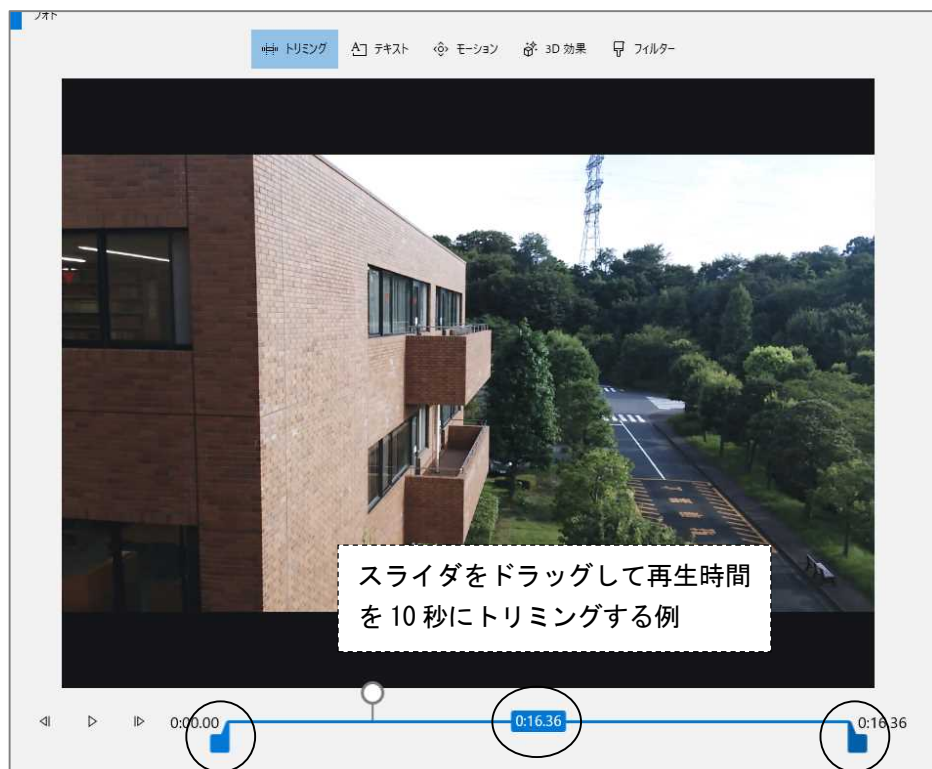 フォト
トリミング テキスト モーション 3D 効果 フィルター
スライダをドラッグして再生時間
を 10 秒にトリミングする例
0:00.00 0:16.36 0:16.36